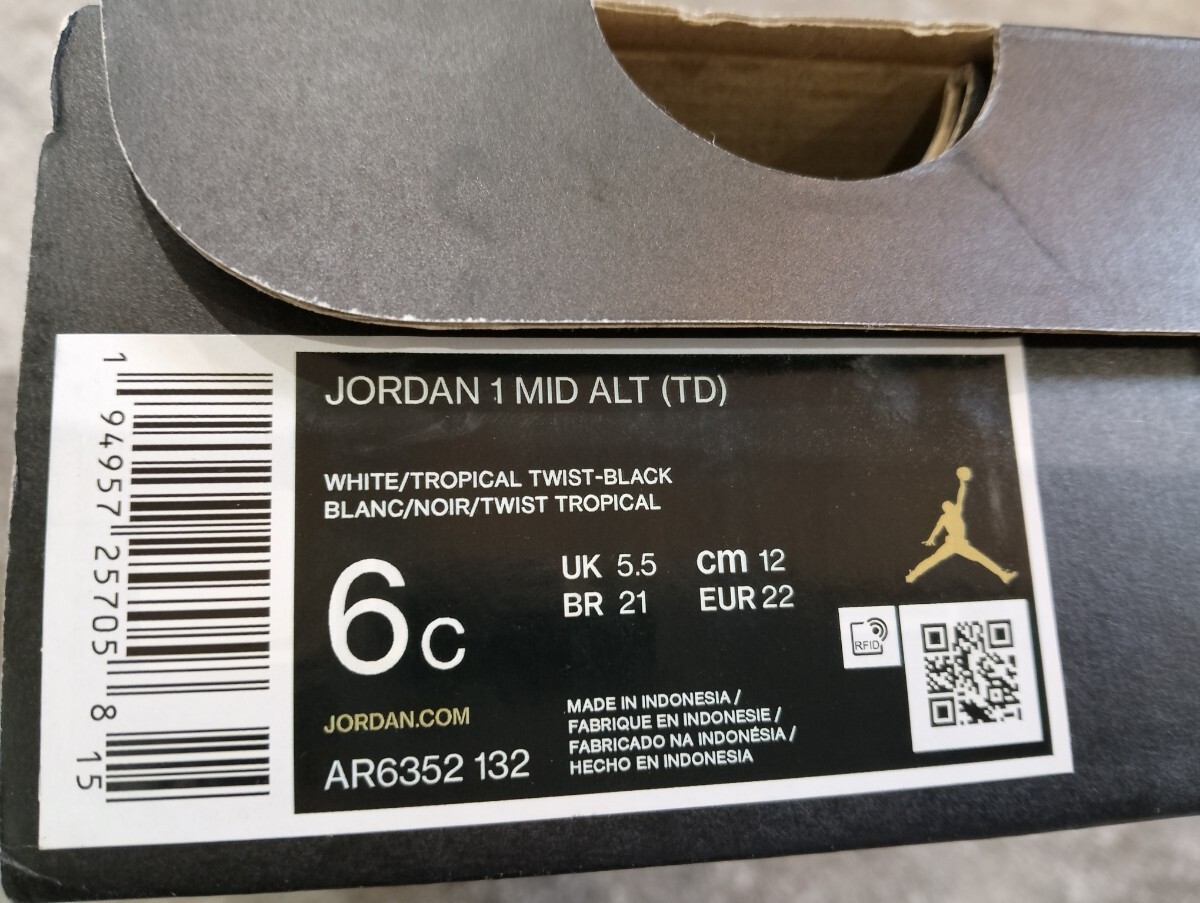 1 94957 25705 8 15
JORDAN 1 MID ALT (TD)
WHITE/TROPICAL TWIST-BLACK
BLANC/NOIR/TWIST TROPICAL
6C
UK 5.5 cm 12
BR 21 EUR 22
RFID
JORDAN.COM
AR6352 132
MADE IN INDONESIA /
FABRIQUE EN INDONESIE /
FABRICADO NA INDONÉSIA /
HECHO EN INDONESIA